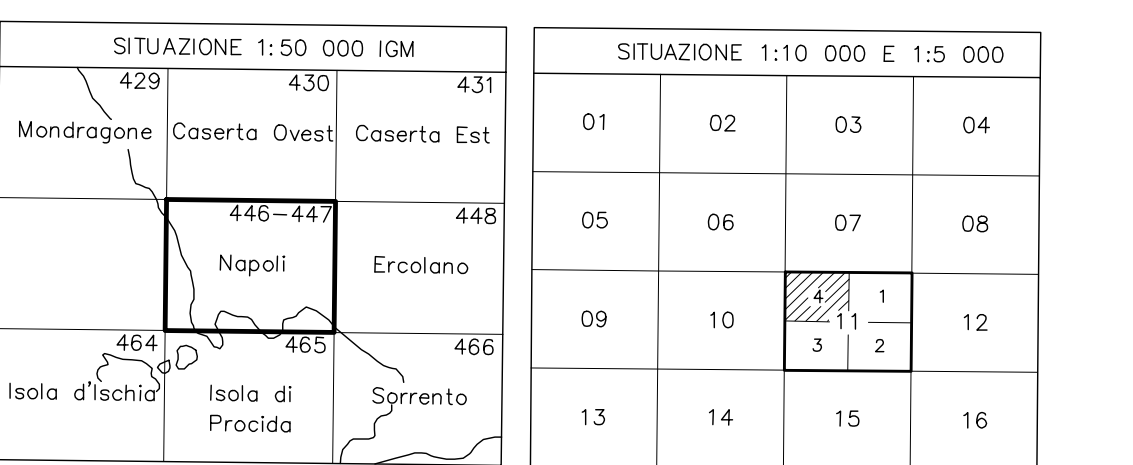 SITUAZIONE 1:50 000 IGM
429
430
431
Mondragone
Caserta Ovest
Caserta Est
446-447
448
Napoli
Ercolano
464
465
466
Isola d'Ischia
Isola di
Procida
Sorrento
SITUAZIONE 1:10 000 E 1:5 000
01
02
03
04
05
06
07
08
09
10
4
1
11
3
2
12
13
14
15
16